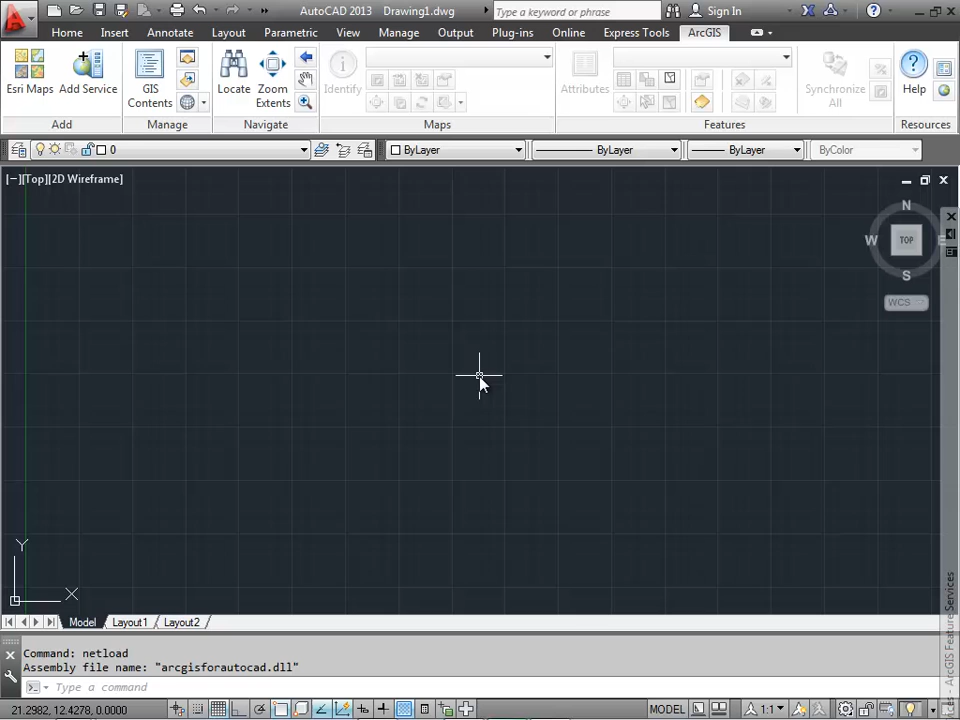 AutoCAD 2013 Drawing1.dwg
Type a keyword or phrase
Sign In
Home Insert Annotate Layout Parametric View Manage Output Plug-ins Online Express Tools ArcGIS
Esri Maps
Add Service
GIS Contents
Locate
Zoom Extents
Identify
Attributes
Synchronize All
Help
Add Manage Navigate Maps Features Resources
0
ByLayer
ByLayer
ByLayer
ByColor
[−][Top][2D Wireframe]
N
W
TOP
E
S
WCS
Y
X
Model Layout1 Layout2
Command: netload
Assembly file name: "arcgisforautocad.dll"
Type a command
ArcGIS Feature Services
21.2982, 12.4278, 0.0000
MODEL
1:1